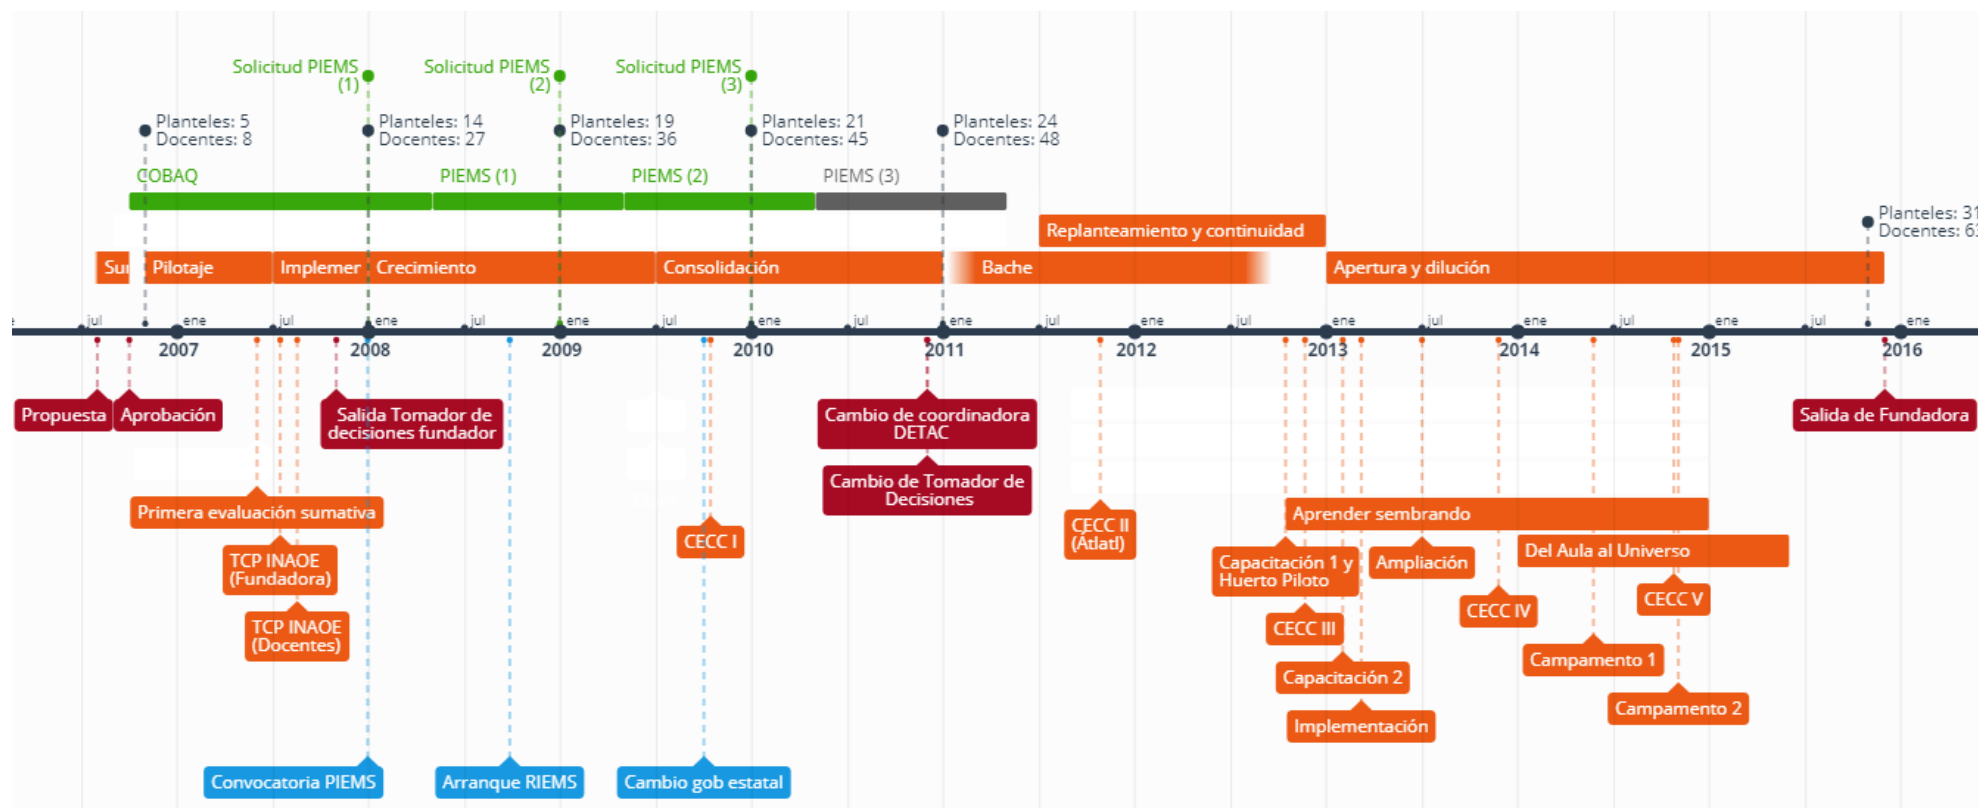 Solicitud PIEMS
(1)
Solicitud PIEMS
(2)
Solicitud PIEMS
(3)
Planteles: 5
Docentes: 8
Planteles: 14
Docentes: 27
Planteles: 19
Docentes: 36
Planteles: 21
Docentes: 45
Planteles: 24
Docentes: 48
COBAQ
PIEMS (1)
PIEMS (2)
PIEMS (3)
Planteles: 31
Docentes: 63
Replanteamiento y continuidad
Pilotaje
Implemer
Crecimiento
Consolidación
Bache
Apertura y dilución
jul
ene
jul
ene
jul
ene
jul
ene
jul
ene
jul
ene
jul
ene
jul
ene
jul
ene
jul
ene
2007
2008
2009
2010
2011
2012
2013
2014
2015
2016
Propuesta
Aprobación
Salida Tomador de
decisiones fundador
Cambio de coordinadora
DETAC
Salida de Fundadora
Cambio de Tomador de
Decisiones
Primera evaluación sumativa
TCP INAOE
(Fundadora)
TCP INAOE
(Docentes)
CECC I
CECC II
(Átlatl)
Aprender sembrando
Del Aula al Universo
Capacitación 1 y
Huerto Piloto
Ampliación
CECC III
CECC IV
CECC V
Capacitación 2
Campamento 1
Implementación
Campamento 2
Convocatoria PIEMS
Arranque RIEMS
Cambio gob estatal